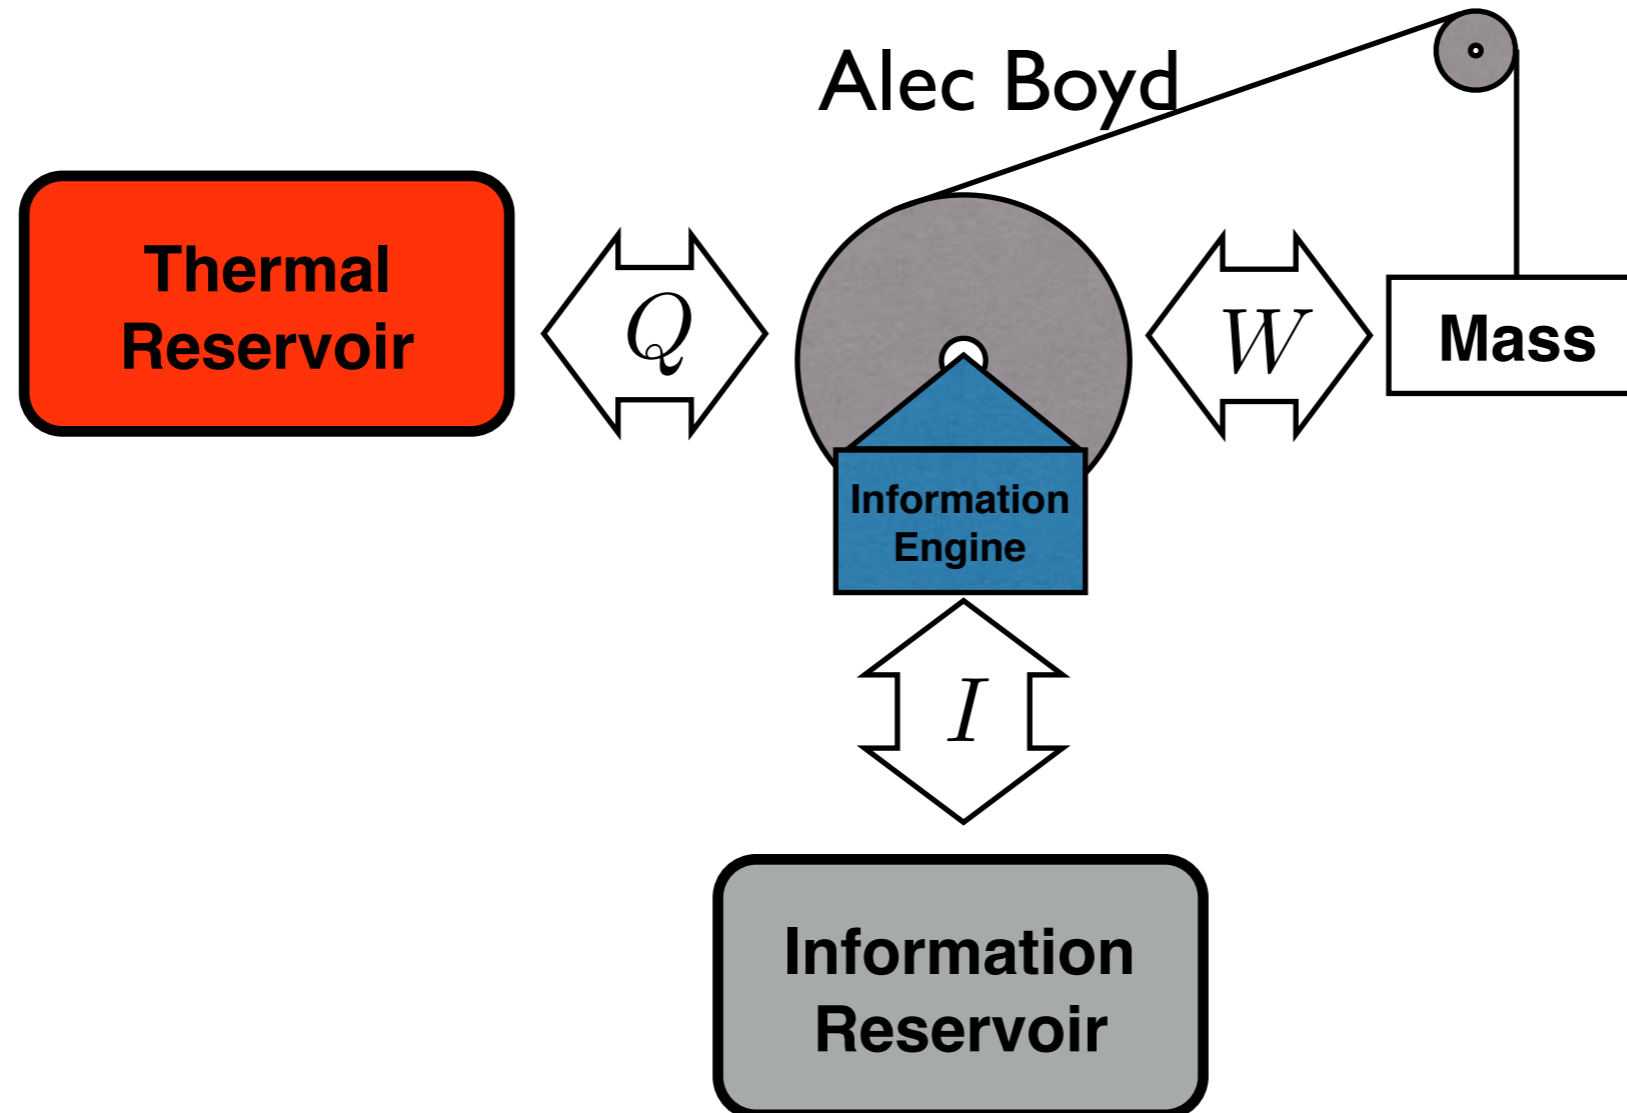 Alec Boyd
Thermal
Reservoir
Q
W
Mass
Information
Engine
I
Information
Reservoir